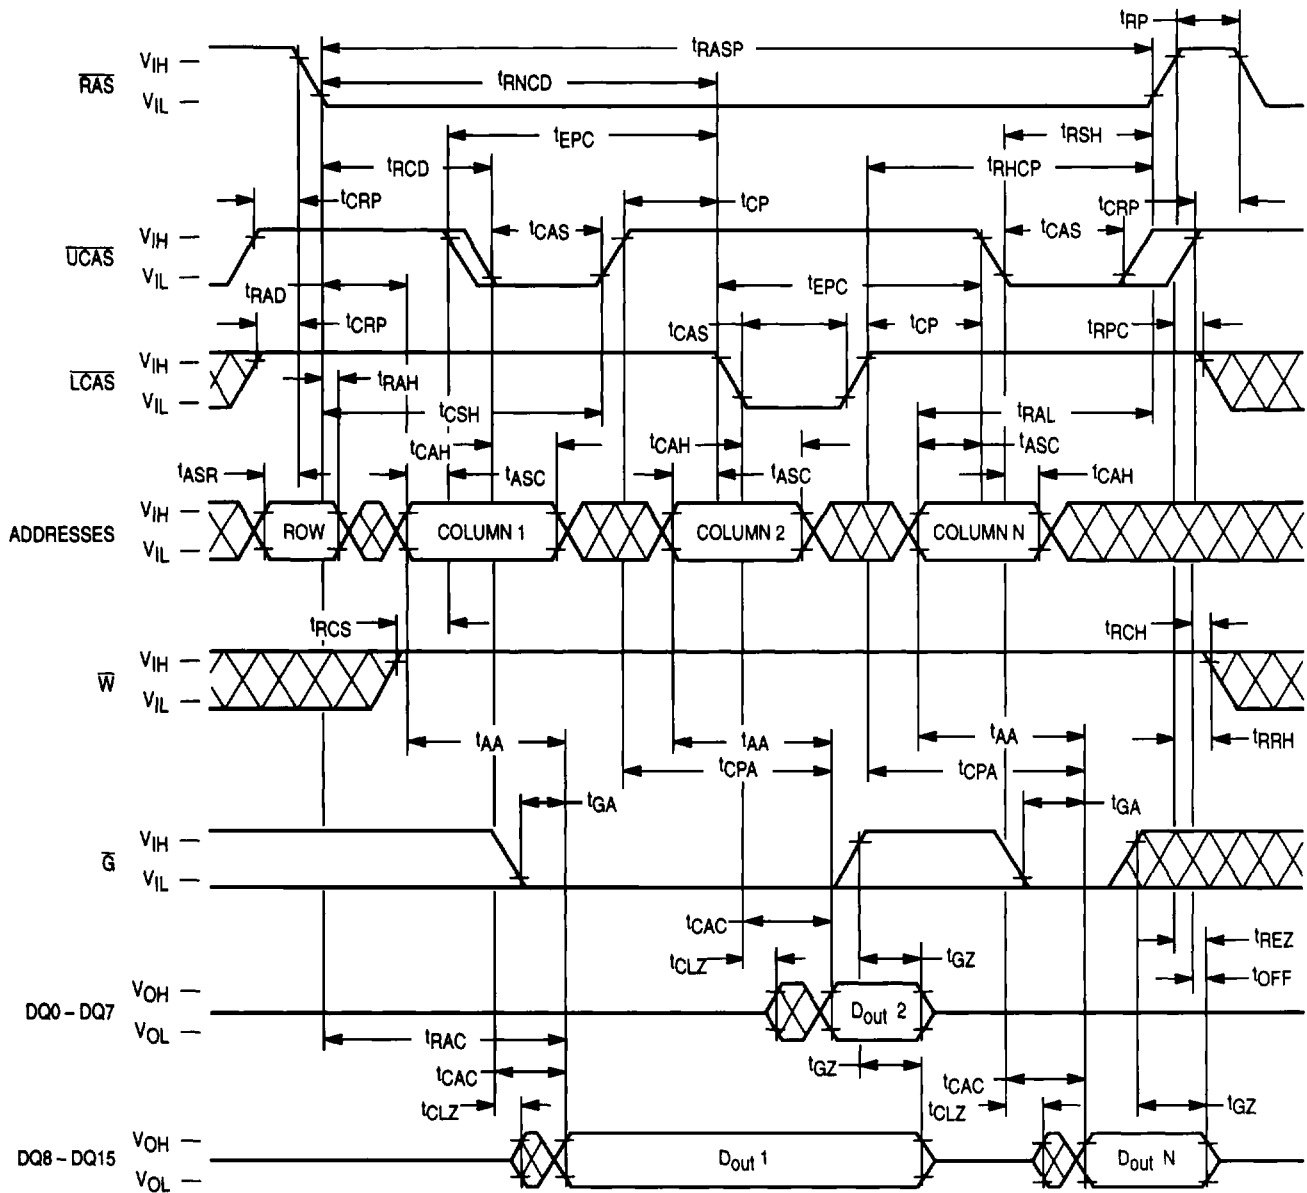 tRP
tRASP
RAS
VIH
VIL
tRNCD
tEPC
tRSH
tRCD
tRHCP
tCRP
tCP
tCRP
UCAS
VIH
VIL
tCAS
tCAS
tRAD
tEPC
tCRP
tCAS
tCP
tRPC
LCAS
VIH
VIL
tRAH
tCSH
tRAL
tCAH
tCAH
tASC
tASR
tASC
tASC
tCAH
ADDRESSES
VIH
VIL
ROW
COLUMN 1
COLUMN 2
COLUMN N
tRCS
tRCH
W
VIH
VIL
tAA
tAA
tAA
tRRH
tCPA
tCPA
tGA
tGA
G
VIH
VIL
tCAC
tREZ
tCLZ
tGZ
tOFF
DQ0 – DQ7
VOH
VOL
Dout 2
tRAC
tCAC
tGZ
tCAC
tCLZ
tCLZ
tGZ
DQ8 – DQ15
VOH
VOL
Dout 1
Dout N